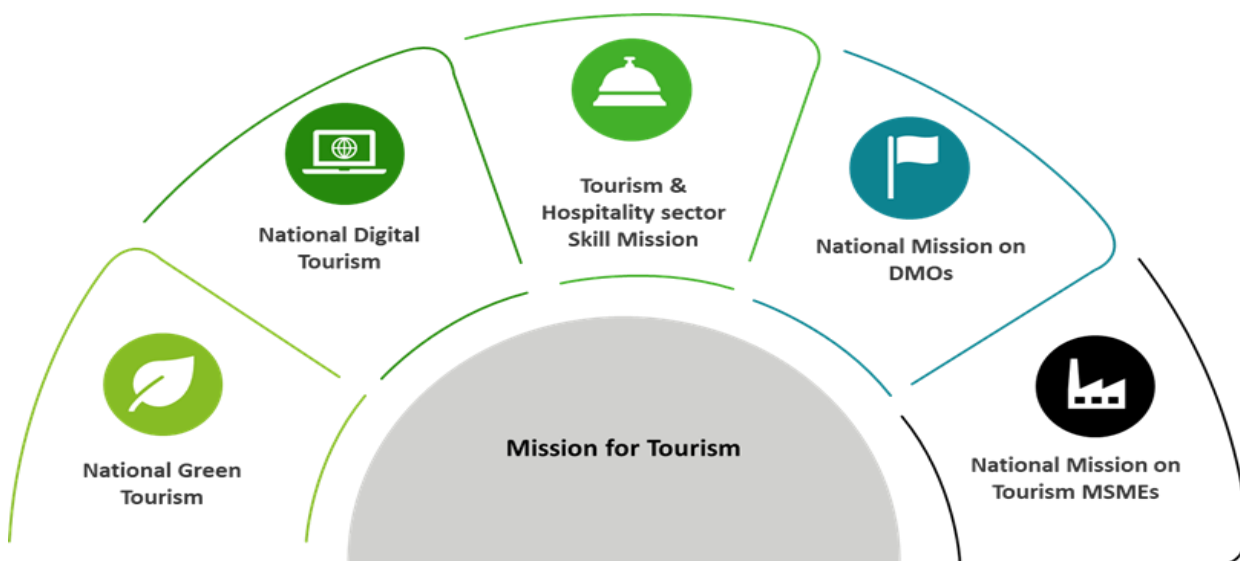 National Green
Tourism
National Digital
Tourism
Tourism &
Hospitality sector
Skill Mission
National Mission on
DMOs
National Mission on
Tourism MSMEs
Mission for Tourism